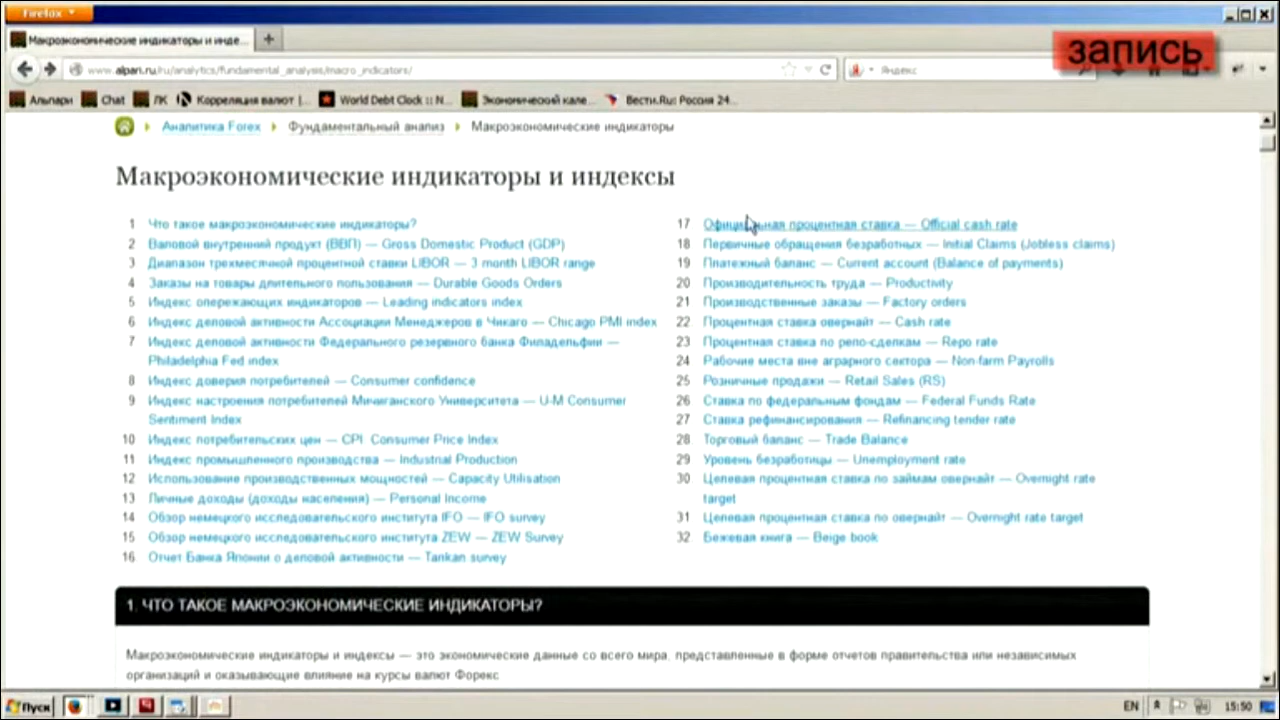 Firefox
Макроэкономические индикаторы и инде...
запись
www.alpari.ru/ru/analytics/fundamental_analysis/macro_indicators/
Яндекс
Альпари
Chat
ЛК
Корреляция валют |...
World Debt Clock :: N...
Экономический кале...
Вести.Ru: Россия 24...
Аналитика Forex
Фундаментальный анализ
Макроэкономические индикаторы
Макроэкономические индикаторы и индексы
1 Что такое макроэкономические индикаторы?
2 Валовой внутренний продукт (ВВП) — Gross Domestic Product (GDP)
3 Диапазон трехмесячной процентной ставки LIBOR — 3 month LIBOR range
4 Заказы на товары длительного пользования — Durable Goods Orders
5 Индекс опережающих индикаторов — Leading indicators index
6 Индекс деловой активности Ассоциации Менеджеров в Чикаго — Chicago PMI index
7 Индекс деловой активности Федерального резервного банка Филадельфии —
Philadelphia Fed index
8 Индекс доверия потребителей — Consumer confidence
9 Индекс настроения потребителей Мичиганского Университета — U-M Consumer
Sentiment Index
10 Индекс потребительских цен — CPI. Consumer Price Index
11 Индекс промышленного производства — Industrial Production
12 Использование производственных мощностей — Capacity Utilisation
13 Личные доходы (доходы населения) — Personal Income
14 Обзор немецкого исследовательского института IFO — IFO survey
15 Обзор немецкого исследовательского института ZEW — ZEW Survey
16 Отчет Банка Японии о деловой активности — Tankan survey
17 Официальная процентная ставка — Official cash rate
18 Первичные обращения безработных — Initial Claims (Jobless claims)
19 Платежный баланс — Current account (Balance of payments)
20 Производительность труда — Productivity
21 Производственные заказы — Factory orders
22 Процентная ставка овернайт — Cash rate
23 Процентная ставка по репо-сделкам — Repo rate
24 Рабочие места вне аграрного сектора — Non-farm Payrolls
25 Розничные продажи — Retail Sales (RS)
26 Ставка по федеральным фондам — Federal Funds Rate
27 Ставка рефинансирования — Refinancing tender rate
28 Торговый баланс — Trade Balance
29 Уровень безработицы — Unemployment rate
30 Целевая процентная ставка по займам овернайт — Overnight rate
target
31 Целевая процентная ставка по овернайт — Overnight rate target
32 Бежевая книга — Beige book
1. ЧТО ТАКОЕ МАКРОЭКОНОМИЧЕСКИЕ ИНДИКАТОРЫ?
Макроэкономические индикаторы и индексы — это экономические данные со всего мира, представленные в форме отчетов правительства или независимых
организаций и оказывающие влияние на курсы валют Форекс
Пуск
EN
15:50